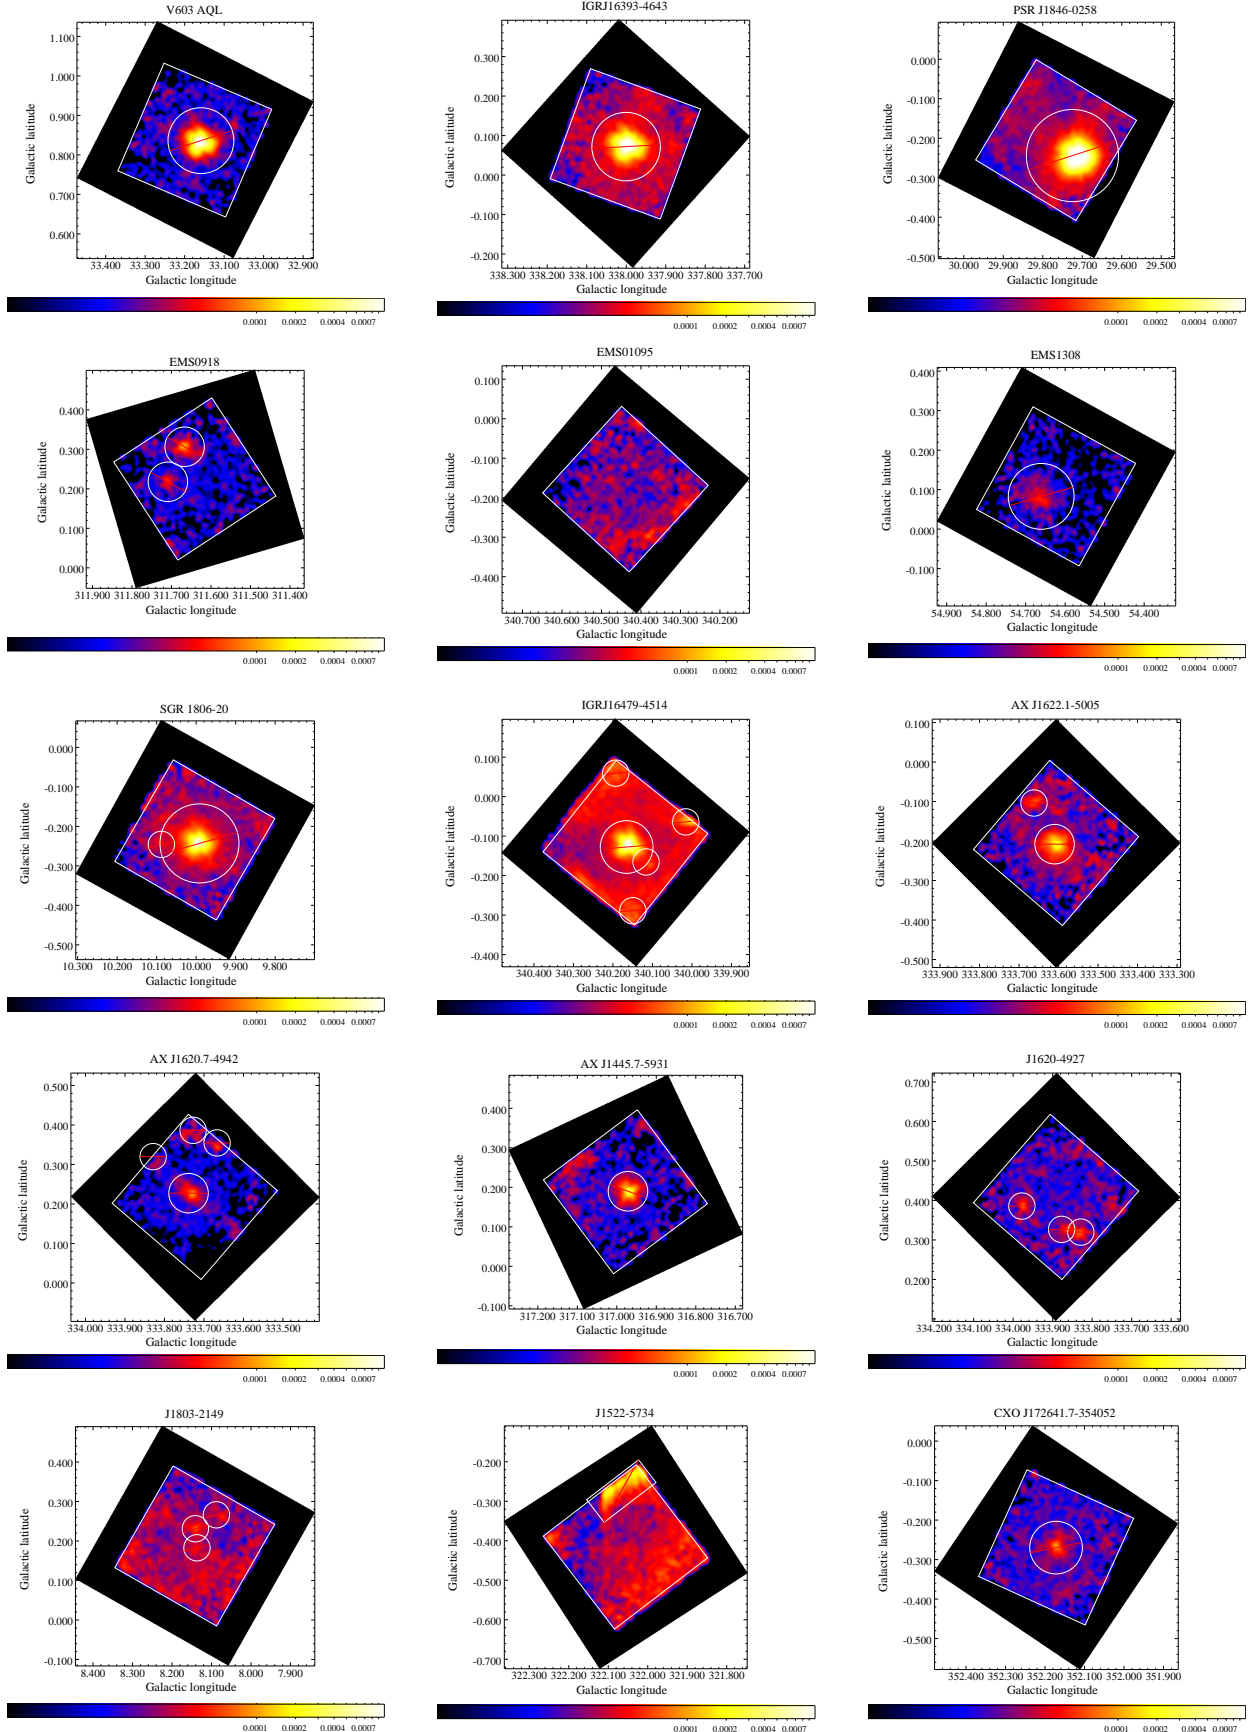 V603 AQL
IGRJ16393-4643
PSR J1846-0258
1.100
1.000
0.900
0.800
0.700
0.600
Galactic latitude
33.400 33.300 33.200 33.100 33.000 32.900
Galactic longitude
0.0001 0.0002 0.0004 0.0007
0.300
0.200
0.100
0.000
-0.100
-0.200
Galactic latitude
338.300 338.200 338.100 338.000 337.900 337.800 337.700
Galactic longitude
0.0001 0.0002 0.0004 0.0007
0.000
-0.100
-0.200
-0.300
-0.400
-0.500
Galactic latitude
30.000 29.900 29.800 29.700 29.600 29.500
Galactic longitude
0.0001 0.0002 0.0004 0.0007
EMS0918
EMS01095
EMS1308
0.400
0.300
0.200
0.100
0.000
Galactic latitude
311.900 311.800 311.700 311.600 311.500 311.400
Galactic longitude
0.0001 0.0002 0.0004 0.0007
0.100
0.000
-0.100
-0.200
-0.300
-0.400
Galactic latitude
340.700 340.600 340.500 340.400 340.300 340.200
Galactic longitude
0.0001 0.0002 0.0004 0.0007
0.400
0.300
0.200
0.100
0.000
-0.100
Galactic latitude
54.900 54.800 54.700 54.600 54.500 54.400
Galactic longitude
0.0001 0.0002 0.0004 0.0007
SGR 1806-20
IGRJ16479-4514
AX J1622.1-5005
0.000
-0.100
-0.200
-0.300
-0.400
-0.500
Galactic latitude
10.300 10.200 10.100 10.000 9.900 9.800
Galactic longitude
0.0001 0.0002 0.0004 0.0007
0.100
0.000
-0.100
-0.200
-0.300
-0.400
Galactic latitude
340.400 340.300 340.200 340.100 340.000 339.900
Galactic longitude
0.0001 0.0002 0.0004 0.0007
0.100
0.000
-0.100
-0.200
-0.300
-0.400
-0.500
Galactic latitude
333.900 333.800 333.700 333.600 333.500 333.400 333.300
Galactic longitude
0.0001 0.0002 0.0004 0.0007
AX J1620.7-4942
AX J1445.7-5931
J1620-4927
0.500
0.400
0.300
0.200
0.100
0.000
Galactic latitude
334.000 333.900 333.800 333.700 333.600 333.500
Galactic longitude
0.0001 0.0002 0.0004 0.0007
0.400
0.300
0.200
0.100
0.000
-0.100
Galactic latitude
317.200 317.100 317.000 316.900 316.800 316.700
Galactic longitude
0.0001 0.0002 0.0004 0.0007
0.700
0.600
0.500
0.400
0.300
0.200
Galactic latitude
334.200 334.100 334.000 333.900 333.800 333.700 333.600
Galactic longitude
0.0001 0.0002 0.0004 0.0007
J1803-2149
J1522-5734
CXO J172641.7-354052
0.400
0.300
0.200
0.100
0.000
-0.100
Galactic latitude
8.400 8.300 8.200 8.100 8.000 7.900
Galactic longitude
0.0001 0.0002 0.0004 0.0007
-0.200
-0.300
-0.400
-0.500
-0.600
-0.700
Galactic latitude
322.300 322.200 322.100 322.000 321.900 321.800
Galactic longitude
0.0001 0.0002 0.0004 0.0007
0.000
-0.100
-0.200
-0.300
-0.400
-0.500
Galactic latitude
352.400 352.300 352.200 352.100 352.000 351.900
Galactic longitude
0.0001 0.0002 0.0004 0.0007